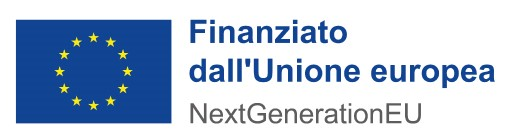 Finanziato
dall'Unione europea
NextGenerationEU